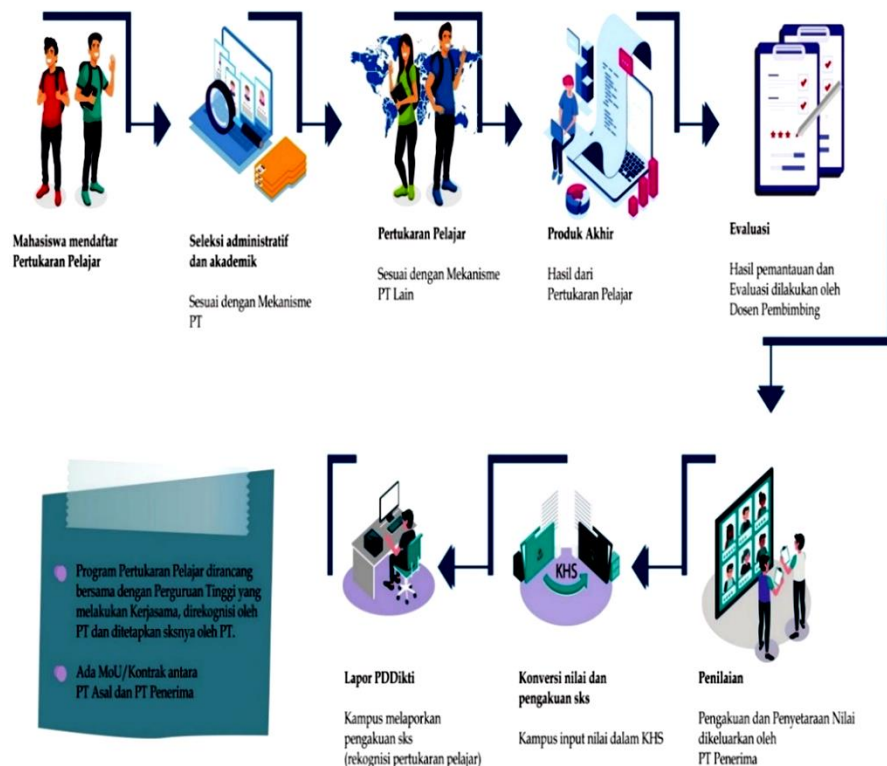 Mahasiswa mendaftar
Pertukaran Pelajar
Seleksi administratif
dan akademik
Sesuai dengan Mekanisme
PT
Pertukaran Pelajar
Sesuai dengan Mekanisme
PT Lain
Produk Akhir
Hasil dari
Pertukaran Pelajar
Evaluasi
Hasil pemantauan dan
Evaluasi dilakukan oleh
Dosen Pembimbing
Penilaian
Pengakuan dan Penyetaraan Nilai
dikeluarkan oleh
PT Penerima
KHS
Konversi nilai dan
pengakuan sks
Kampus input nilai dalam KHS
Lapor PDDikti
Kampus melaporkan
pengakuan sks
(rekognisi pertukaran pelajar)
Program Pertukaran Pelajar dirancang
bersama dengan Perguruan Tinggi yang
melakukan Kerjasama, direkognisi oleh
PT dan ditetapkan sksnya oleh PT.
Ada MoU/Kontrak antara
PT Asal dan PT Penerima